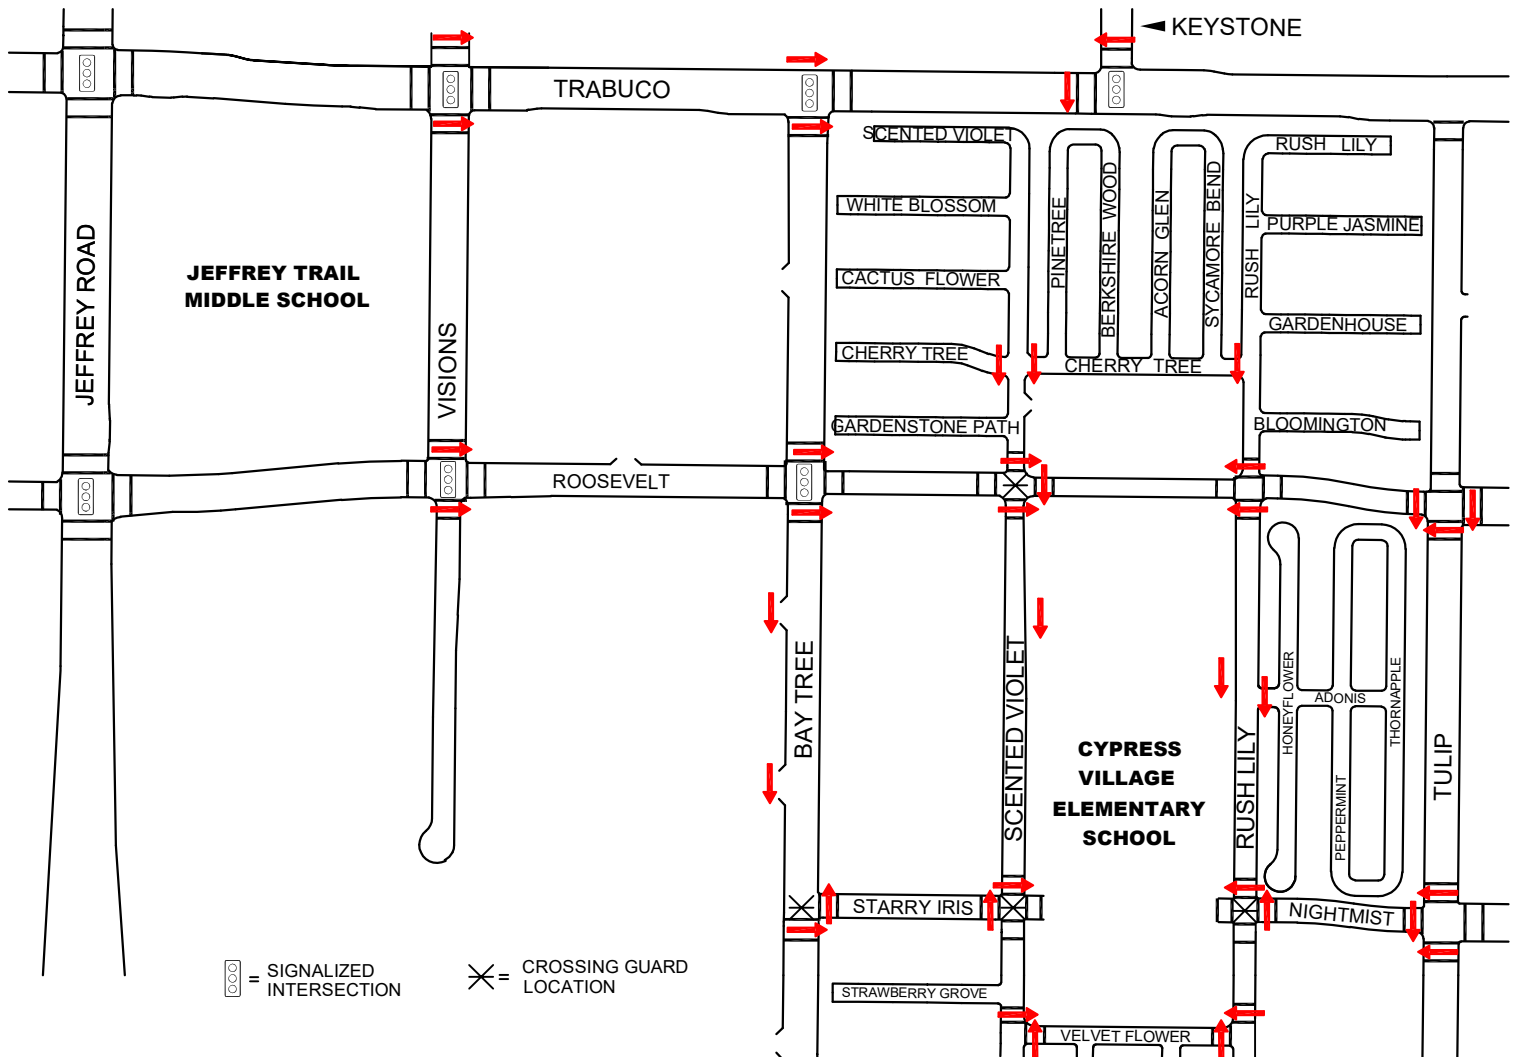 KEYSTONE
TRABUCO
SCENTED VIOLET
RUSH LILY
WHITE BLOSSOM
PURPLE JASMINE
CACTUS FLOWER
PINETREE
BERKSHIRE WOOD
ACORN GLEN
SYCAMORE BEND
RUSH LILY
JEFFREY ROAD
JEFFREY TRAIL
MIDDLE SCHOOL
VISIONS
GARDENHOUSE
CHERRY TREE
CHERRY TREE
GARDENSTONE PATH
BLOOMINGTON
ROOSEVELT
BAY TREE
SCENTED VIOLET
CYPRESS
VILLAGE
ELEMENTARY
SCHOOL
RUSH LILY
HONEYFLOWER
ADONIS
THORNAPPLE
PEPPERMINT
TULIP
STARRY IRIS
NIGHTMIST
= SIGNALIZED
INTERSECTION
= CROSSING GUARD
LOCATION
STRAWBERRY GROVE
VELVET FLOWER